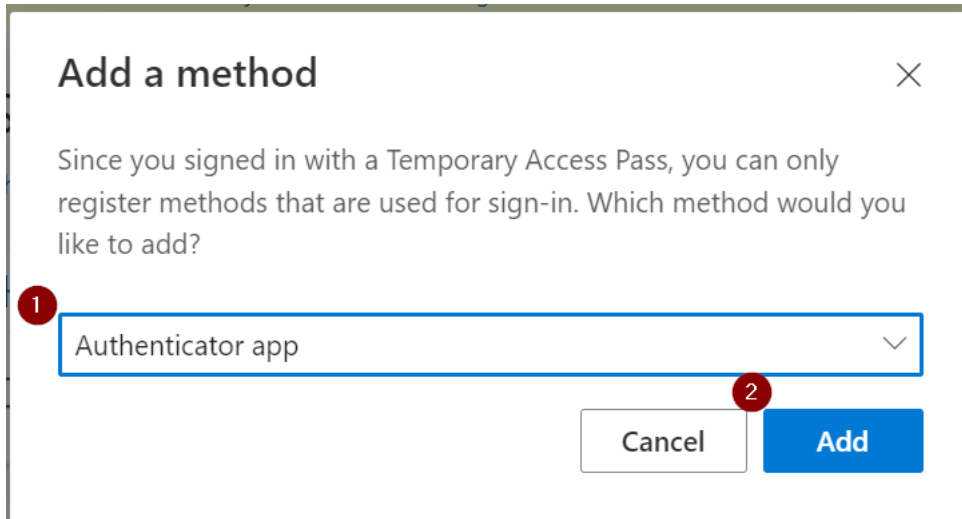 Add a method
Since you signed in with a Temporary Access Pass, you can only
register methods that are used for sign-in. Which method would you
like to add?
1
Authenticator app
2
Cancel
Add